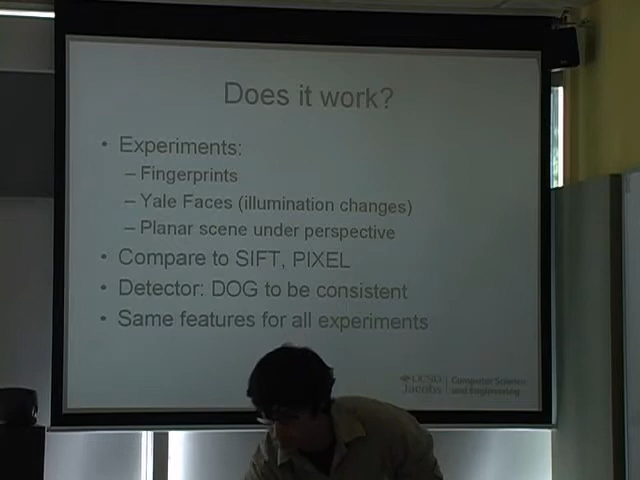 Does it work?
• Experiments:
– Fingerprints
– Yale Faces (illumination changes)
– Planar scene under perspective
• Compare to SIFT, PIXEL
• Detector: DOG to be consistent
• Same features for all experiments
UCSD Computer Science
Jacobs and Engineering